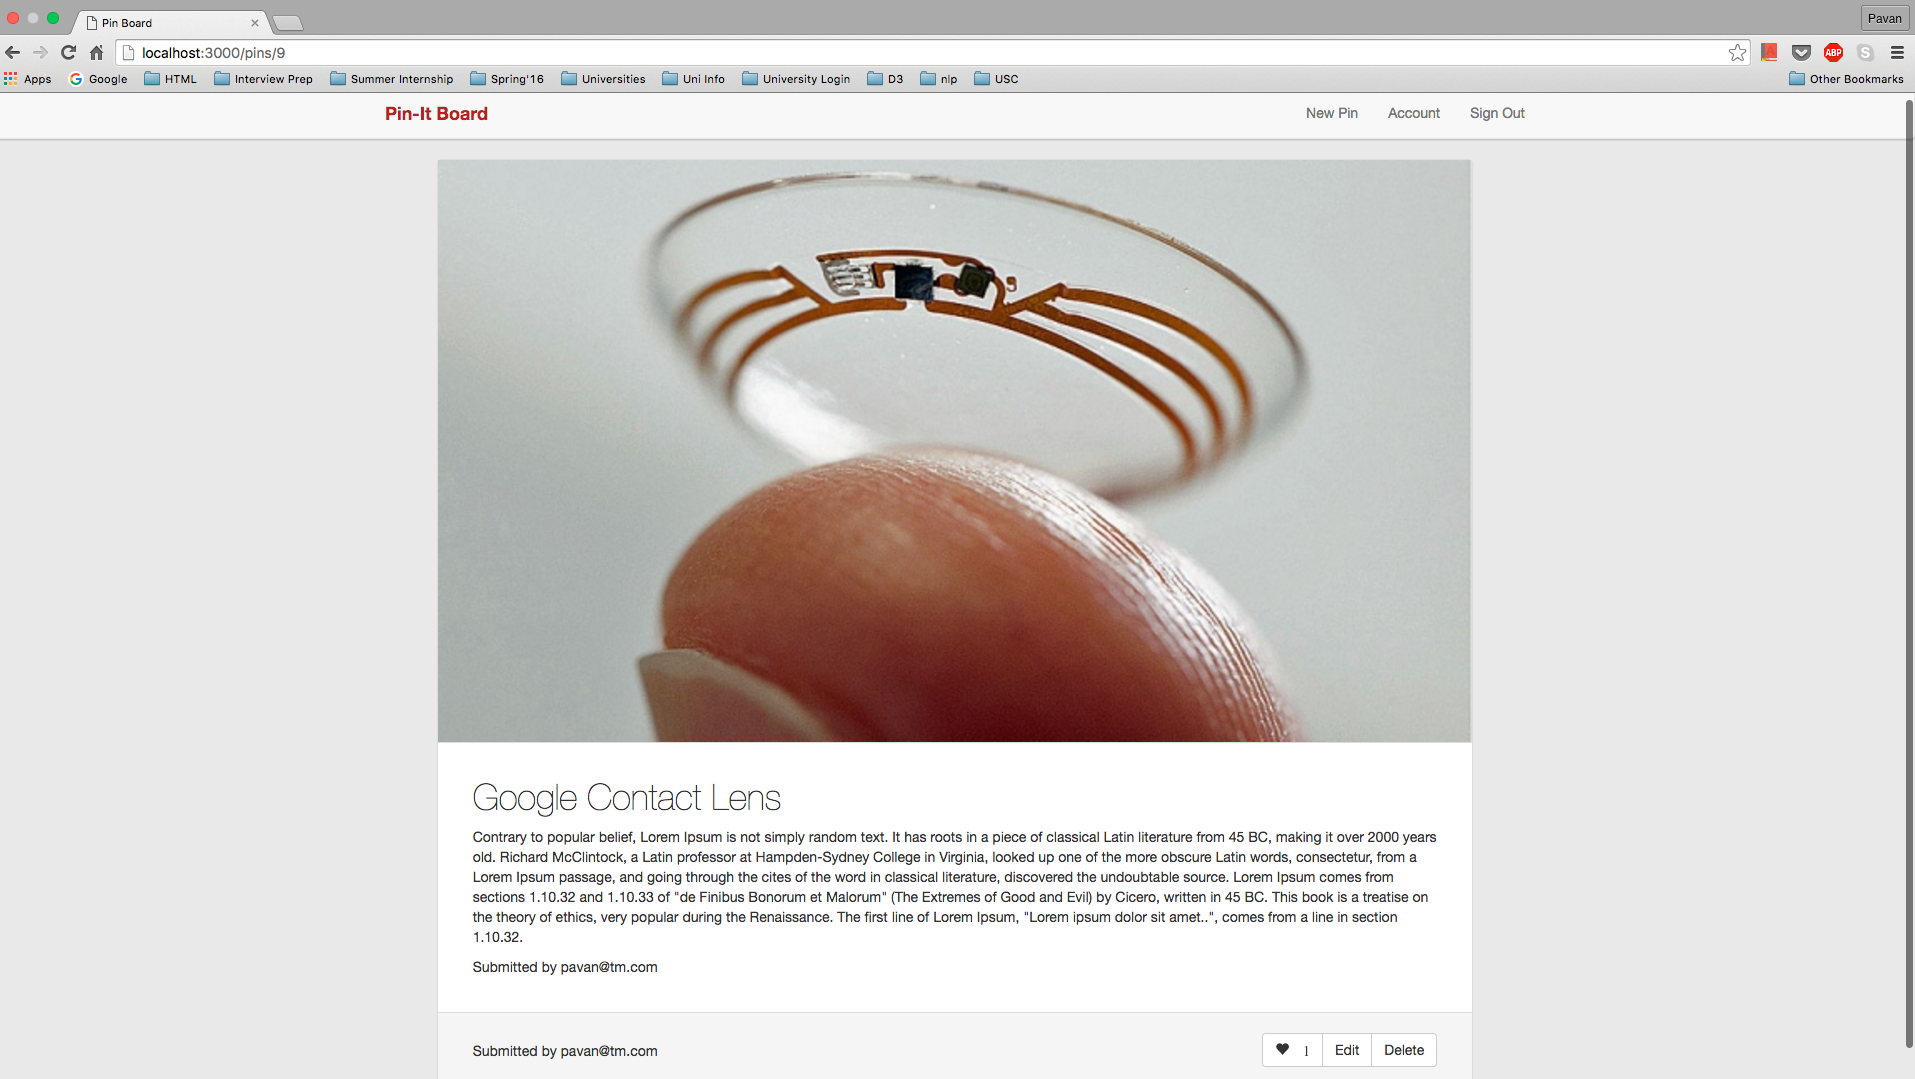 Pin Board
Pavan
localhost:3000/pins/9
ABP
Apps Google HTML Interview Prep Summer Internship Spring'16 Universities Uni Info University Login D3 nlp USC Other Bookmarks
Pin-It Board New Pin Account Sign Out
Google Contact Lens
Contrary to popular belief, Lorem Ipsum is not simply random text. It has roots in a piece of classical Latin literature from 45 BC, making it over 2000 years
old. Richard McClintock, a Latin professor at Hampden-Sydney College in Virginia, looked up one of the more obscure Latin words, consectetur, from a
Lorem Ipsum passage, and going through the cites of the word in classical literature, discovered the undoubtable source. Lorem Ipsum comes from
sections 1.10.32 and 1.10.33 of "de Finibus Bonorum et Malorum" (The Extremes of Good and Evil) by Cicero, written in 45 BC. This book is a treatise on
the theory of ethics, very popular during the Renaissance. The first line of Lorem Ipsum, "Lorem ipsum dolor sit amet..", comes from a line in section
1.10.32.
Submitted by pavan@tm.com
Submitted by pavan@tm.com 1 Edit Delete